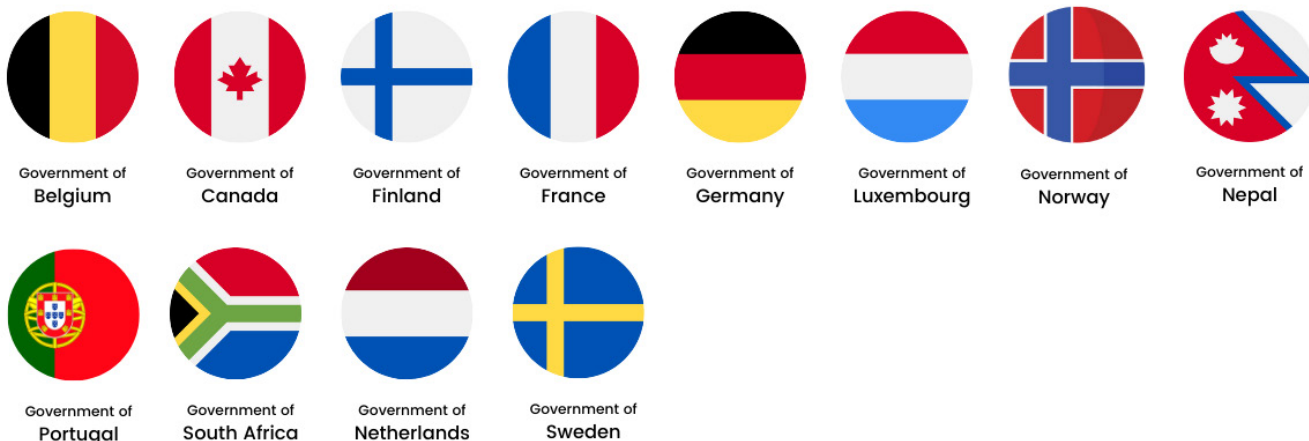 Government of
Belgium
Government of
Canada
Government of
Finland
Government of
France
Government of
Germany
Government of
Luxembourg
Government of
Norway
Government of
Nepal
Government of
Portugal
Government of
South Africa
Government of
Netherlands
Government of
Sweden